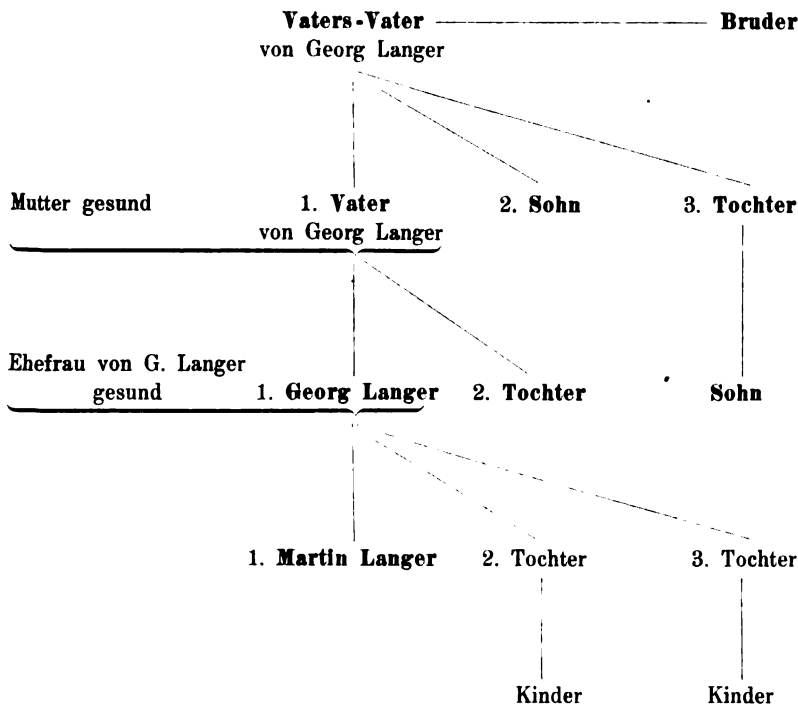 Vaters-Vater Bruder
von Georg Langer
Mutter gesund 1. Vater 2. Sohn 3. Tochter
von Georg Langer
Ehefrau von G. Langer
gesund 1. Georg Langer 2. Tochter Sohn
1. Martin Langer 2. Tochter 3. Tochter
Kinder Kinder